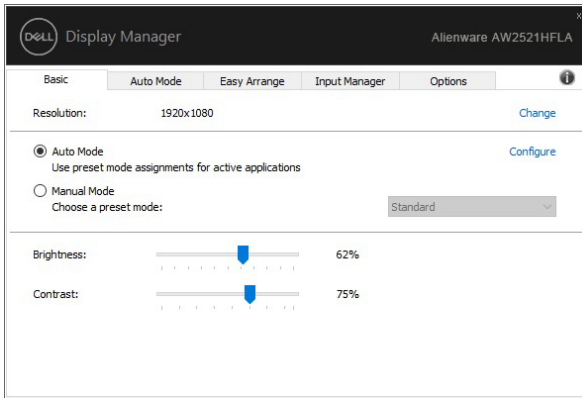 x
DELL Display Manager Alienware AW2521HFLA
Basic Auto Mode Easy Arrange Input Manager Options i
Resolution: 1920x1080 Change
Auto Mode Configure
Use preset mode assignments for active applications
Manual Mode
Choose a preset mode: Standard
Brightness: 62%
Contrast: 75%